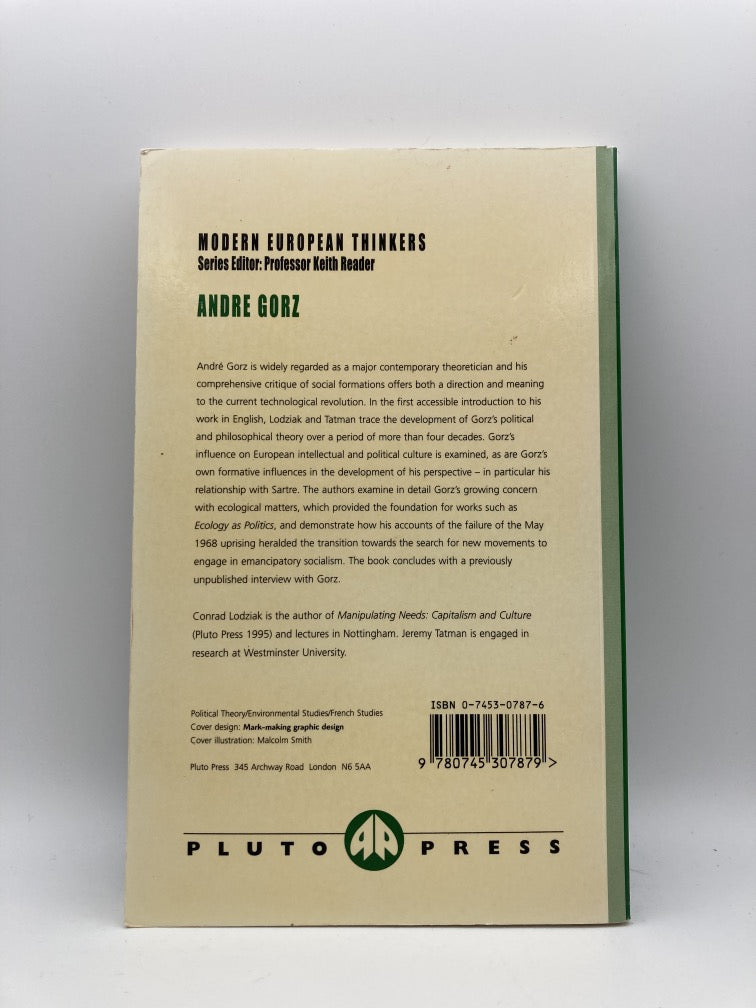 MODERN EUROPEAN THINKERS
Series Editor: Professor Keith Reader
ANDRE GORZ
André Gorz is widely regarded as a major contemporary theoretician and his
comprehensive critique of social formations offers both a direction and meaning
to the current technological revolution. In the first accessible introduction to his
work in English, Lodziak and Tatman trace the development of Gorz's political
and philosophical theory over a period of more than four decades. Gorz's
influence on European intellectual and political culture is examined, as are Gorz's
own formative influences in the development of his perspective – in particular his
relationship with Sartre. The authors examine in detail Gorz's growing concern
with ecological matters, which provided the foundation for works such as
Ecology as Politics, and demonstrate how his accounts of the failure of the May
1968 uprising heralded the transition towards the search for new movements to
engage in emancipatory socialism. The book concludes with a previously
unpublished interview with Gorz.
Conrad Lodziak is the author of Manipulating Needs: Capitalism and Culture
(Pluto Press 1995) and lectures in Nottingham. Jeremy Tatman is engaged in
research at Westminster University.
Political Theory/Environmental Studies/French Studies
Cover design: Mark-making graphic design
Cover illustration: Malcolm Smith
Pluto Press 345 Archway Road London N6 5AA
ISBN 0-7453-0787-6
9 780745 307879 >
PLUTO PRESS